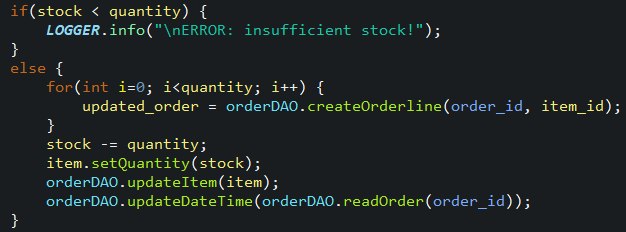 if(stock < quantity) {
    LOGGER.info("\nERROR: insufficient stock!");
}
else {
    for(int i=0; i<quantity; i++) {
        updated_order = orderDAO.createOrderline(order_id, item_id);
    }
    stock -= quantity;
    item.setQuantity(stock);
    orderDAO.updateItem(item);
    orderDAO.updateDateTime(orderDAO.readOrder(order_id));
}